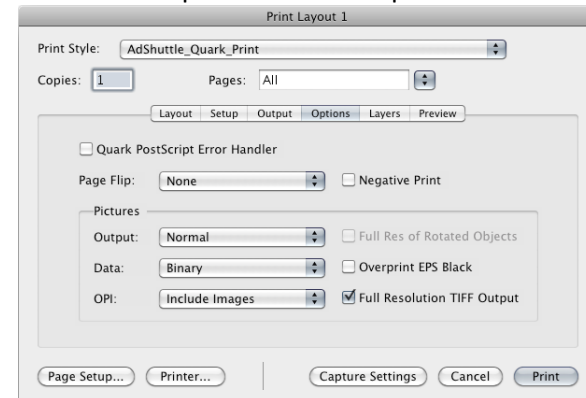 Print Layout 1
Print Style: AdShuttle_Quark_Print
Copies: 1 Pages: All
Layout Setup Output Options Layers Preview
Quark PostScript Error Handler
Page Flip: None Negative Print
Pictures
Output: Normal Full Res of Rotated Objects
Data: Binary Overprint EPS Black
OPI: Include Images Full Resolution TIFF Output
Page Setup... Printer... Capture Settings Cancel Print